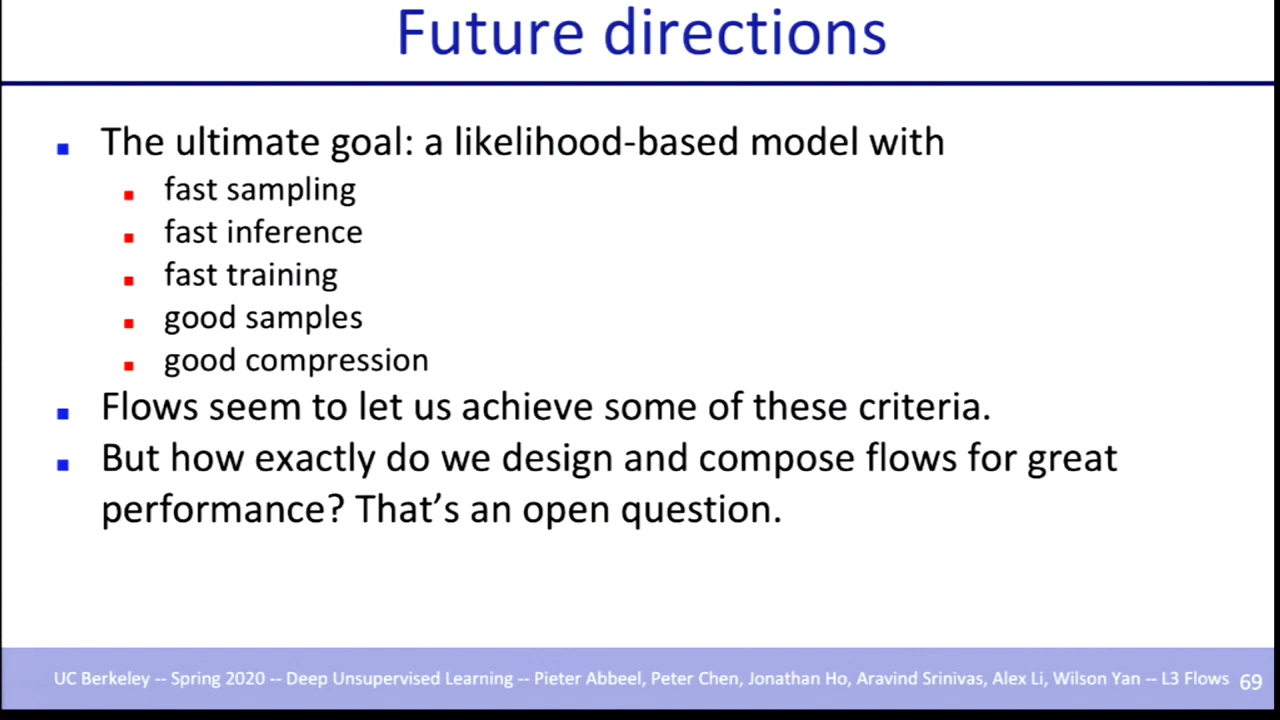 Future directions
The ultimate goal: a likelihood-based model with
fast sampling
fast inference
fast training
good samples
good compression
Flows seem to let us achieve some of these criteria.
But how exactly do we design and compose flows for great
performance? That’s an open question.
UC Berkeley -- Spring 2020 -- Deep Unsupervised Learning -- Pieter Abbeel, Peter Chen, Jonathan Ho, Aravind Srinivas, Alex Li, Wilson Yan -- L3 Flows 69